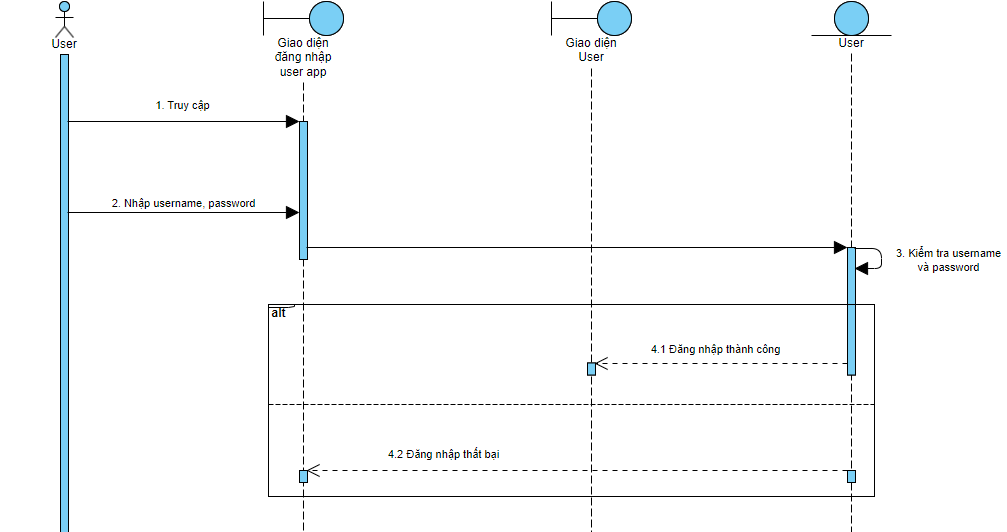 User
Giao diện
đăng nhập
user app
Giao diện
User
User
1. Truy cập
2. Nhập username, password
3. Kiểm tra username
và password
alt
4.1 Đăng nhập thành công
4.2 Đăng nhập thất bại